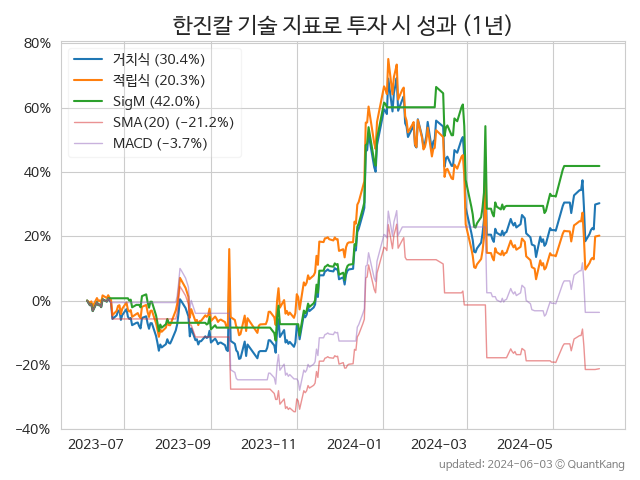 한진칼 기술 지표로 투자 시 성과 (1년)
80%
60%
40%
20%
0%
−20%
−40%
거치식 (30.4%)
적립식 (20.3%)
SigM (42.0%)
SMA(20) (−21.2%)
MACD (−3.7%)
2023-07
2023-09
2023-11
2024-01
2024-03
2024-05
updated: 2024-06-03 ⓒ QuantKang